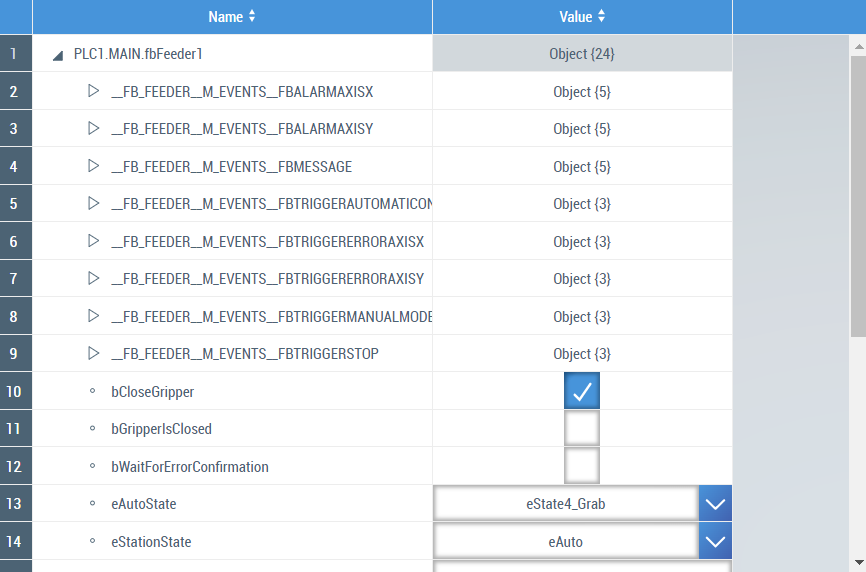 Name Value
1 PLC1.MAIN.fbFeeder1 Object {24}
2 __FB_FEEDER__M_EVENTS__FBALARMAXISX Object {5}
3 __FB_FEEDER__M_EVENTS__FBALARMAXISY Object {5}
4 __FB_FEEDER__M_EVENTS__FBMESSAGE Object {5}
5 __FB_FEEDER__M_EVENTS__FBTRIGGERAUTOMATICON Object {3}
6 __FB_FEEDER__M_EVENTS__FBTRIGGERERRORAXISX Object {3}
7 __FB_FEEDER__M_EVENTS__FBTRIGGERERRORAXISY Object {3}
8 __FB_FEEDER__M_EVENTS__FBTRIGGERMANUALMODE Object {3}
9 __FB_FEEDER__M_EVENTS__FBTRIGGERSTOP Object {3}
10 bCloseGripper
11 bGripperIsClosed
12 bWaitForErrorConfirmation
13 eAutoState eState4_Grab
14 eStationState eAuto